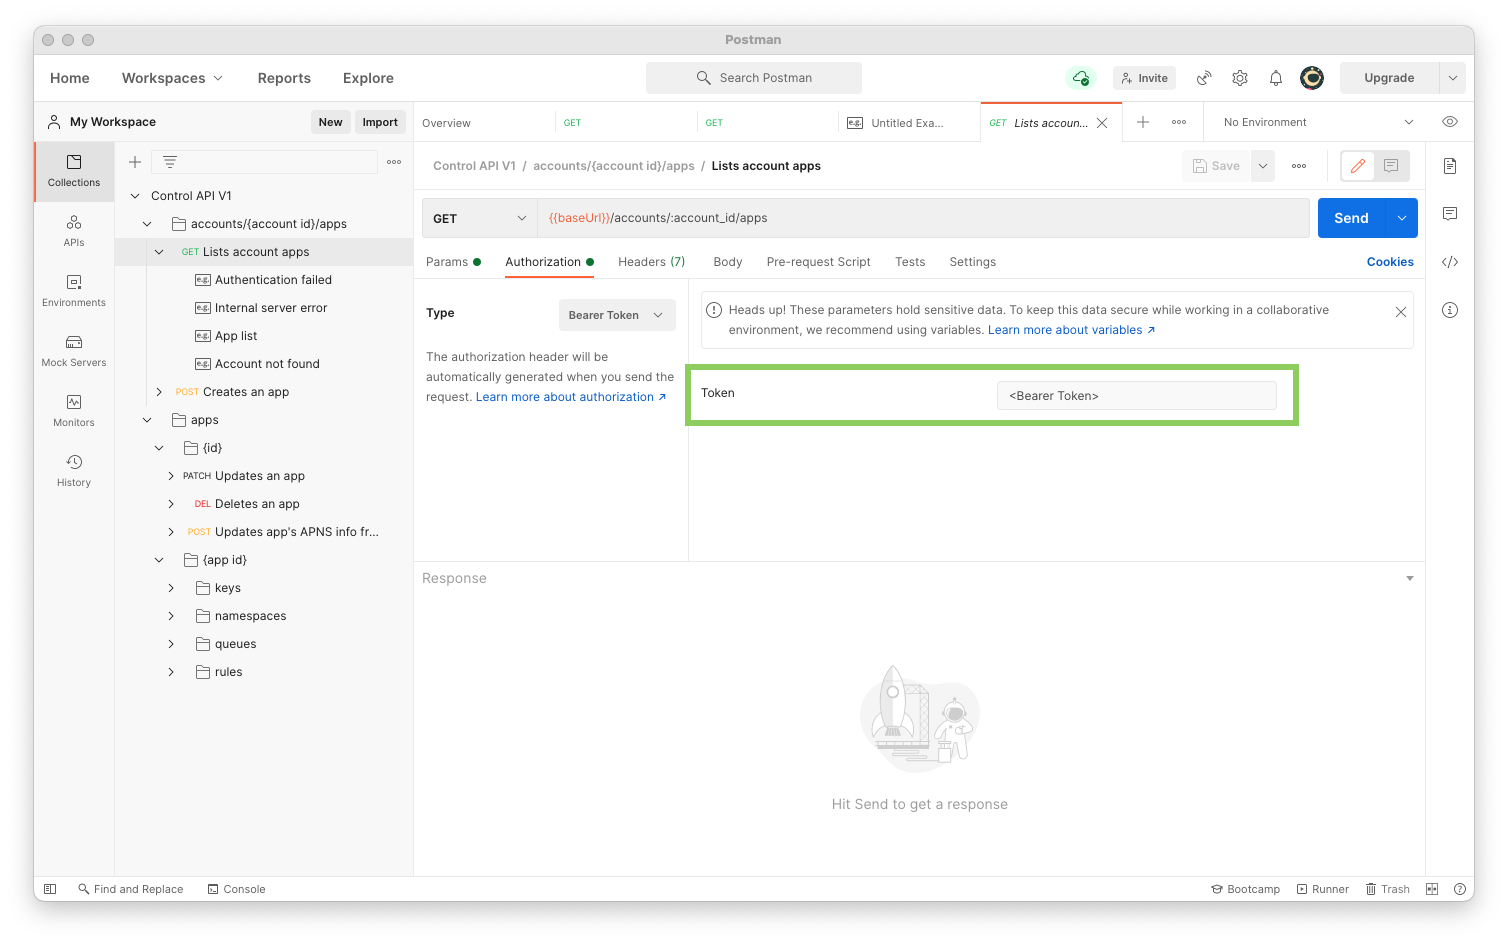 Postman
Home
Workspaces
Reports
Explore
Search Postman
Invite
Upgrade
My Workspace
New
Import
Overview
GET
GET
e.g. Untitled Exa...
GET Lists accoun...
No Environment
Collections
APIs
Environments
Mock Servers
Monitors
History
Control API V1
accounts/{account id}/apps
GET Lists account apps
e.g. Authentication failed
e.g. Internal server error
e.g. App list
e.g. Account not found
POST Creates an app
apps
{id}
PATCH Updates an app
DEL Deletes an app
POST Updates app's APNS info fr...
{app id}
keys
namespaces
queues
rules
Control API V1 / accounts/{account id}/apps / Lists account apps
Save
GET
{{baseUrl}}/accounts/:account_id/apps
Send
Params
Authorization
Headers (7)
Body
Pre-request Script
Tests
Settings
Cookies
</>
Type
Bearer Token
The authorization header will be
automatically generated when you send the
request. Learn more about authorization ↗
Heads up! These parameters hold sensitive data. To keep this data secure while working in a collaborative
environment, we recommend using variables. Learn more about variables ↗
Token
<Bearer Token>
Response
Hit Send to get a response
Find and Replace
Console
Bootcamp
Runner
Trash